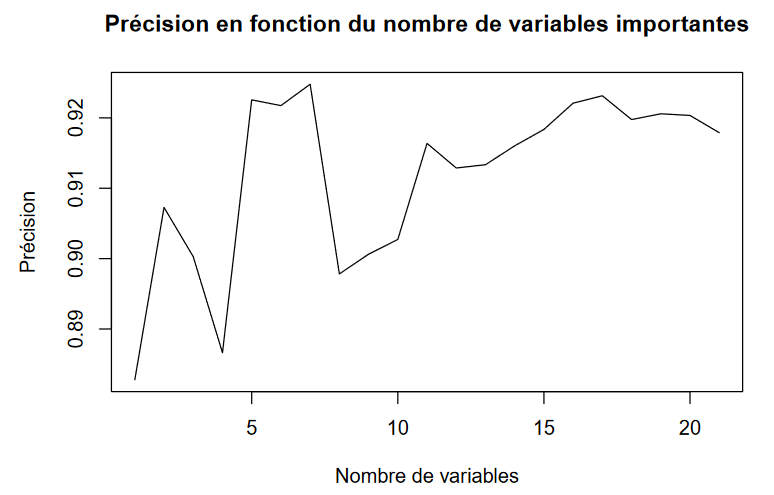 Précision en fonction du nombre de variables importantes
Précision
0.92
0.91
0.90
0.89
5 10 15 20
Nombre de variables